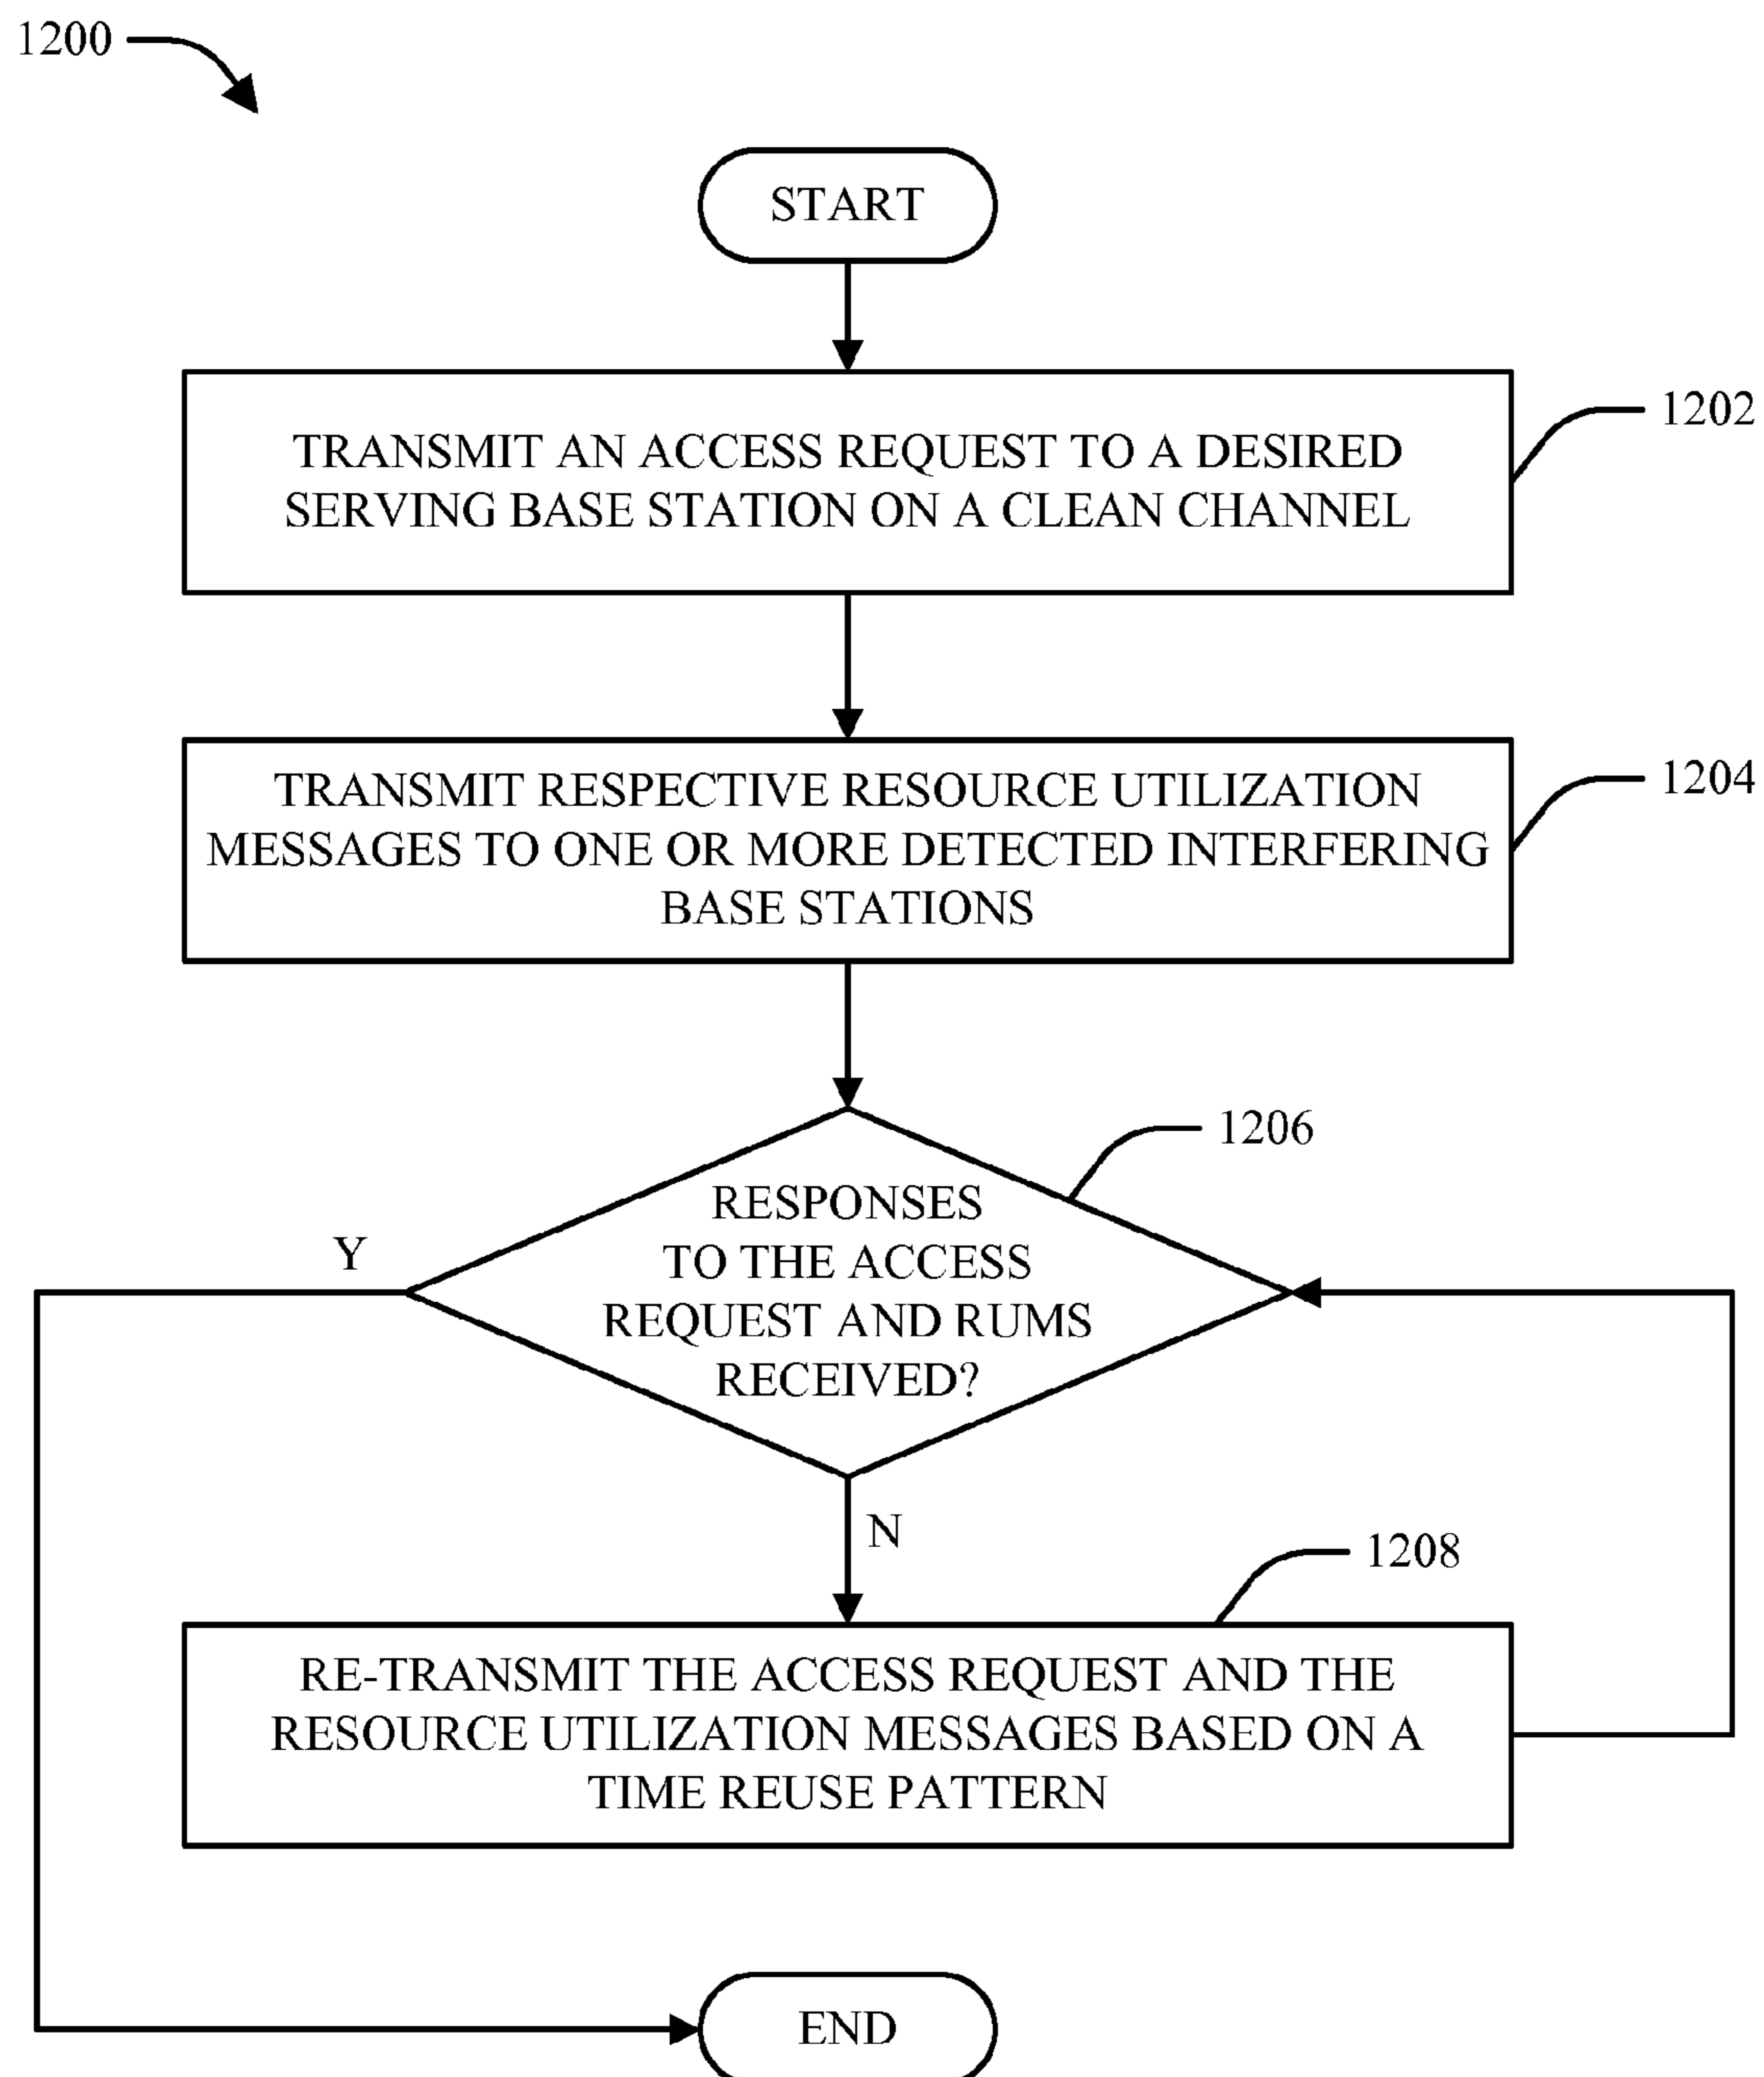 1200
START
TRANSMIT AN ACCESS REQUEST TO A DESIRED
SERVING BASE STATION ON A CLEAN CHANNEL
1202
TRANSMIT RESPECTIVE RESOURCE UTILIZATION
MESSAGES TO ONE OR MORE DETECTED INTERFERING
BASE STATIONS
1204
RESPONSES
TO THE ACCESS
REQUEST AND RUMS
RECEIVED?
1206
Y
N
1208
RE-TRANSMIT THE ACCESS REQUEST AND THE
RESOURCE UTILIZATION MESSAGES BASED ON A
TIME REUSE PATTERN
END